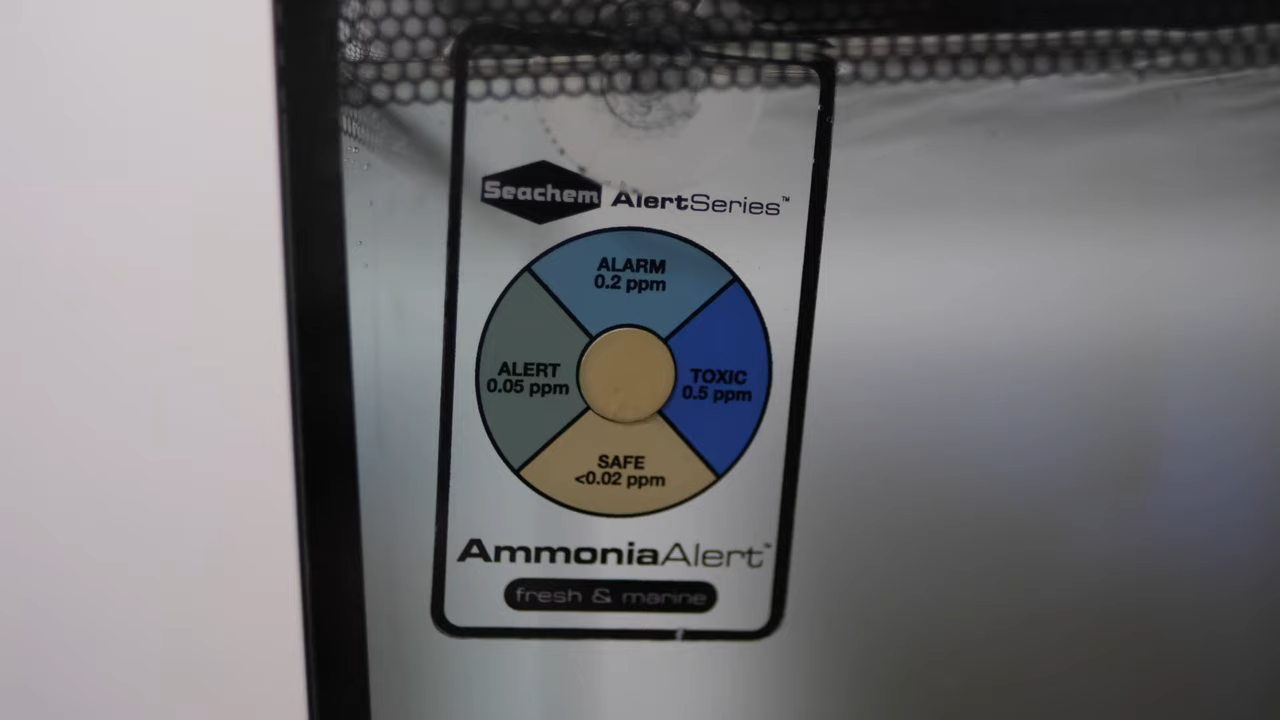 Seachem AlertSeries™
ALARM
0.2 ppm
ALERT
0.05 ppm
TOXIC
0.5 ppm
SAFE
<0.02 ppm
AmmoniaAlert™
fresh & marine